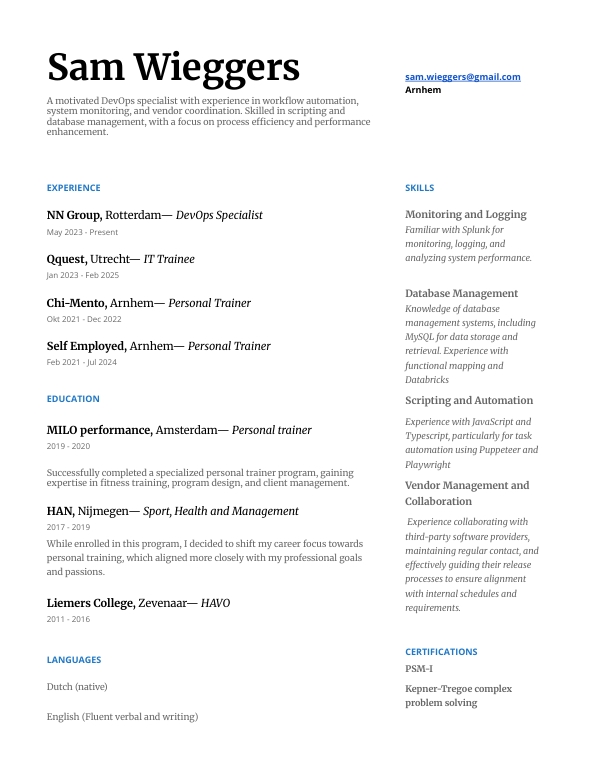 Sam Wieggers
A motivated DevOps specialist with experience in workflow automation,
system monitoring, and vendor coordination. Skilled in scripting and
database management, with a focus on process efficiency and performance
enhancement.
sam.wieggers@gmail.com
Arnhem
EXPERIENCE
NN Group, Rotterdam— DevOps Specialist
May 2023 - Present
Qquest, Utrecht— IT Trainee
Jan 2023 - Feb 2025
Chi-Mento, Arnhem— Personal Trainer
Okt 2021 - Dec 2022
Self Employed, Arnhem— Personal Trainer
Feb 2021 - Jul 2024
EDUCATION
MILO performance, Amsterdam— Personal trainer
2019 - 2020
Successfully completed a specialized personal trainer program, gaining
expertise in fitness training, program design, and client management.
HAN, Nijmegen— Sport, Health and Management
2017 - 2019
While enrolled in this program, I decided to shift my career focus towards
personal training, which aligned more closely with my professional goals
and passions.
Liemers College, Zevenaar— HAVO
2011 - 2016
LANGUAGES
Dutch (native)
English (Fluent verbal and writing)
SKILLS
Monitoring and Logging
Familiar with Splunk for
monitoring, logging, and
analyzing system performance.
Database Management
Knowledge of database
management systems, including
MySQL for data storage and
retrieval. Experience with
functional mapping and
Databricks
Scripting and Automation
Experience with JavaScript and
Typescript, particularly for task
automation using Puppeteer and
Playwright
Vendor Management and
Collaboration
Experience collaborating with
third-party software providers,
maintaining regular contact, and
effectively guiding their release
processes to ensure alignment
with internal schedules and
requirements.
CERTIFICATIONS
PSM-I
Kepner-Tregoe complex
problem solving